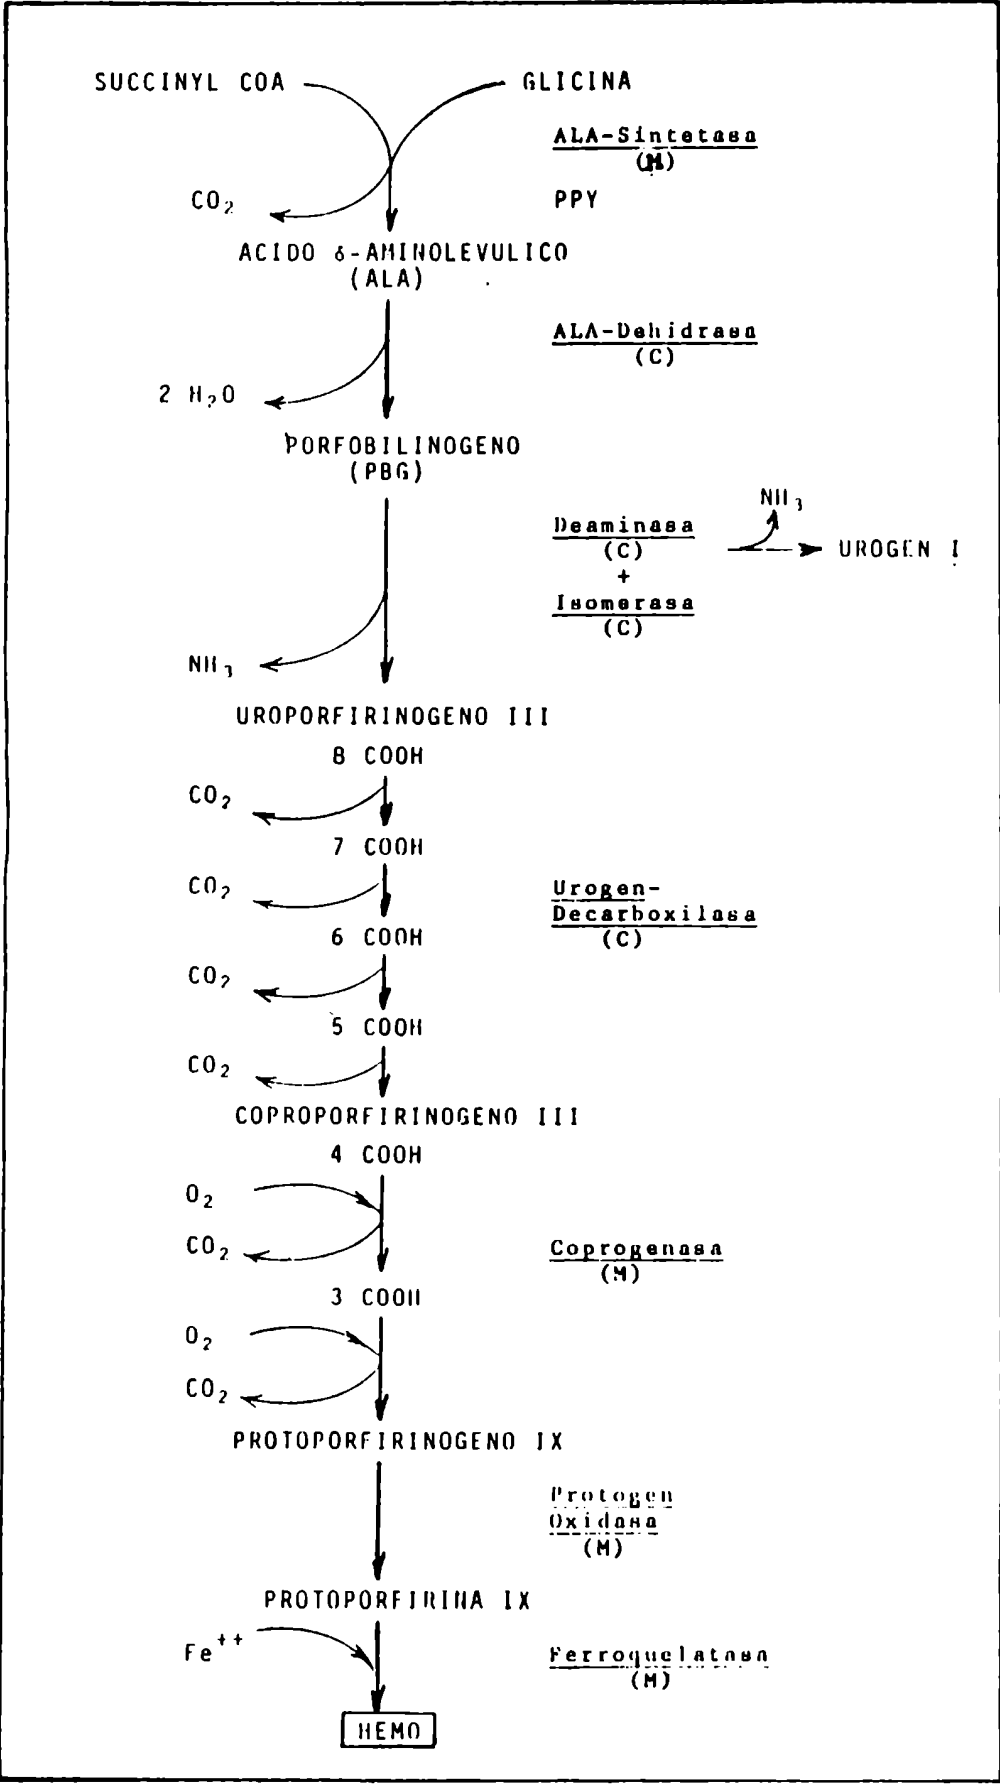 SUCCINYL COA GLICINA
ALA-Sintetasa
(M)
CO2 PPY
ACIDO δ-AMINOLEVULICO
(ALA)
ALA-Dehidrasa
(C)
2 H2O
PORFOBILINOGENO
(PBG)
NH3
Deaminasa
(C) UROGEN I
+
Isomerasa
(C)
NH3
UROPORFIRINOGENO III
8 COOH
CO2
7 COOH
CO2 Urogen-
Decarboxilasa
6 COOH (C)
CO2
5 COOH
CO2
COPROPORFIRINOGENO III
4 COOH
O2
CO2 Coprogenasa
(M)
3 COOH
O2
CO2
PROTOPORFIRINOGENO IX
Protogen
Oxidasa
(M)
PROTOPORFIRINA IX
Fe++ Ferroquelatasa
(M)
HEMO